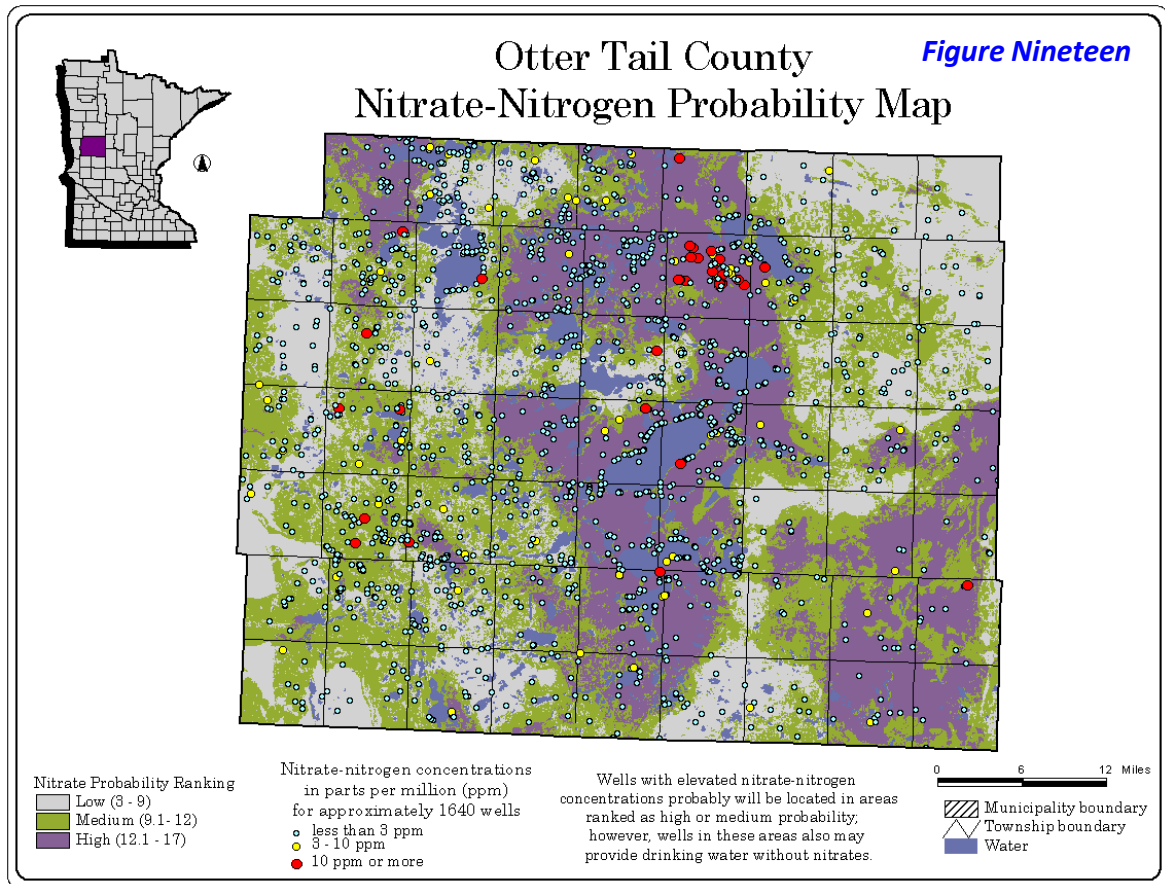 Otter Tail County
Nitrate-Nitrogen Probability Map
Figure Nineteen
Nitrate Probability Ranking
Low (3 - 9)
Medium (9.1- 12)
High (12.1 - 17)
Nitrate-nitrogen concentrations
in parts per million (ppm)
for approximately 1640 wells
less than 3 ppm
3 - 10 ppm
10 ppm or more
Wells with elevated nitrate-nitrogen
concentrations probably will be located in areas
ranked as high or medium probability;
however, wells in these areas also may
provide drinking water without nitrates.
0 6 12 Miles
Municipality boundary
Township boundary
Water